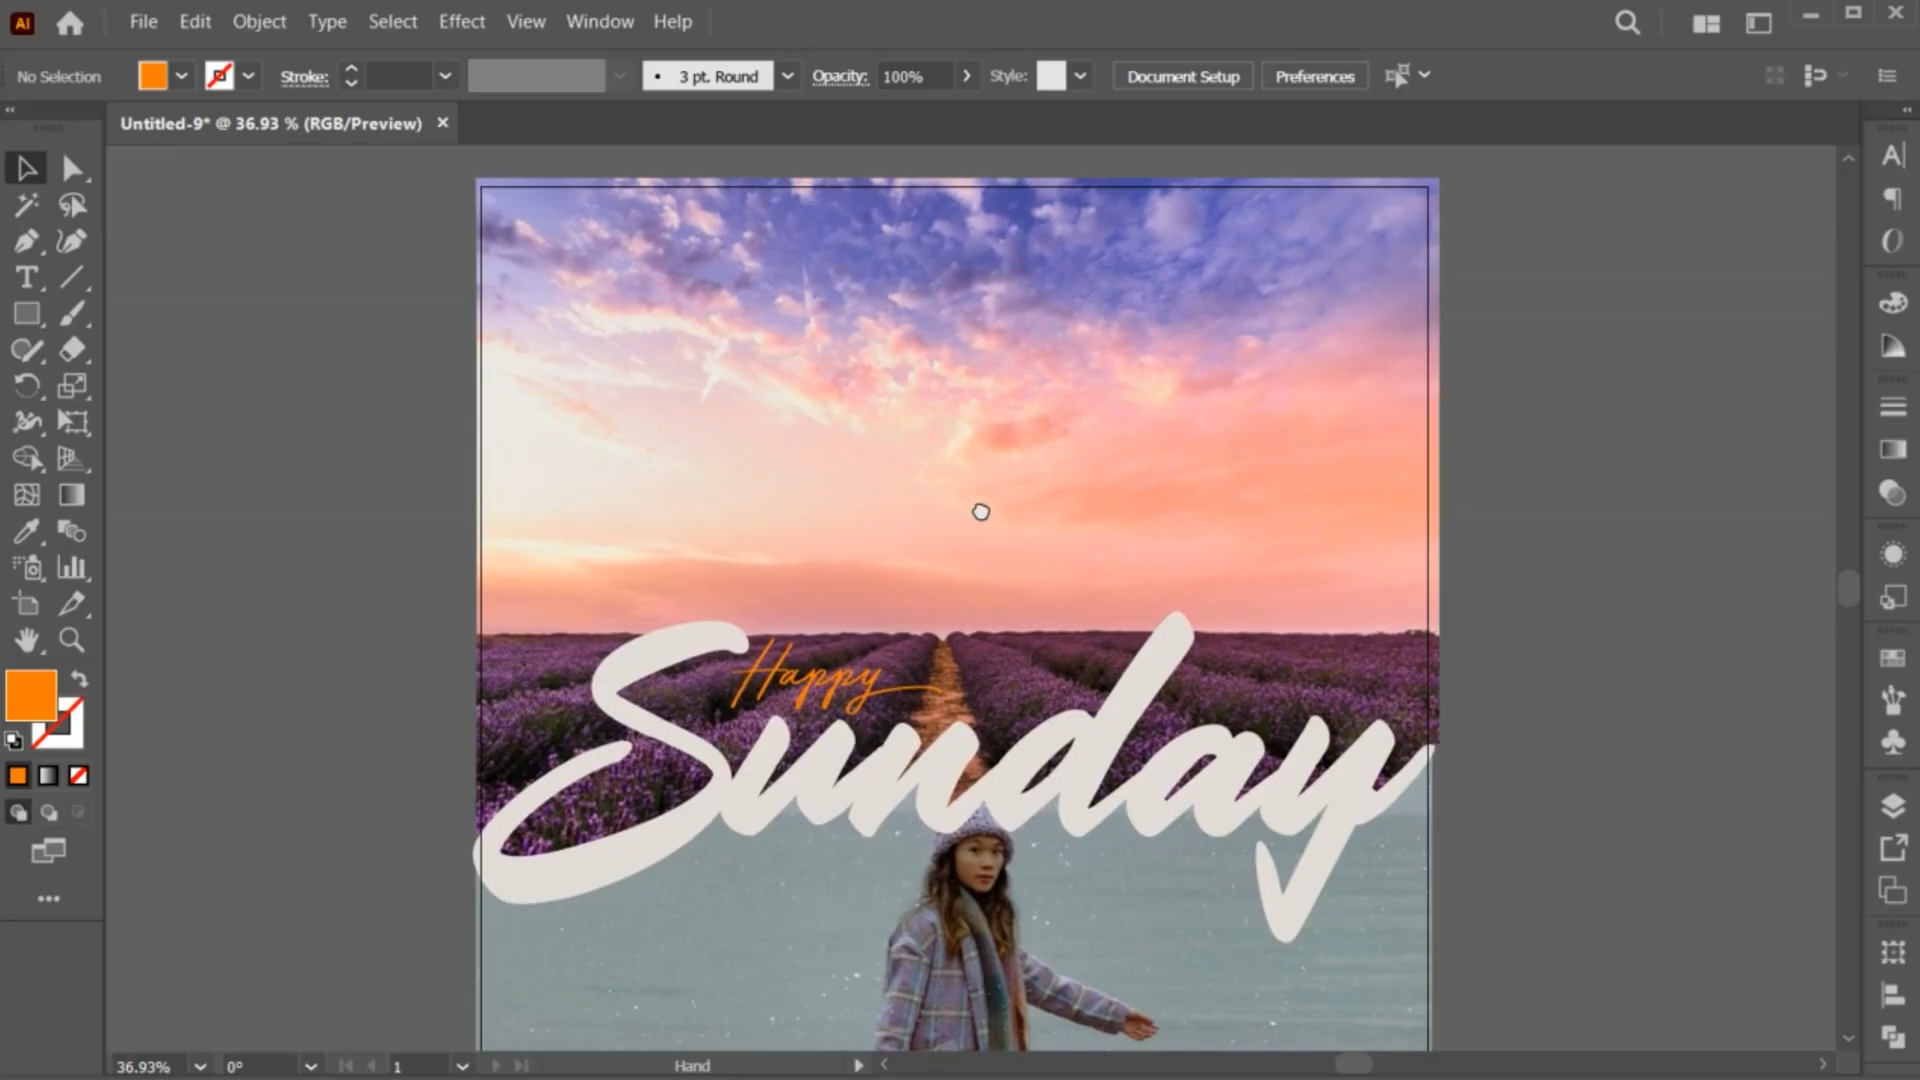 Ai File Edit Object Type Select Effect View Window Help
No Selection Stroke: 3 pt. Round Opacity: 100% Style: Document Setup Preferences
Untitled-9* @ 36.93 % (RGB/Preview)
Happy
Sunday
36.93% 0° 1 Hand